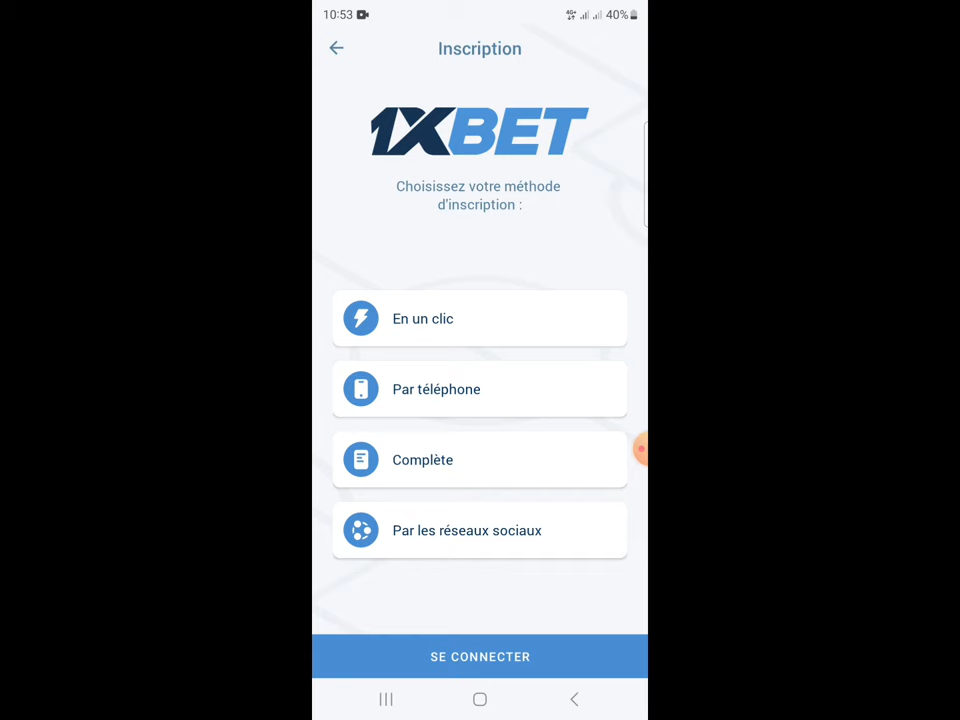 10:53
4G+ 40%
Inscription
1XBET
Choisissez votre méthode
d'inscription :
En un clic
Par téléphone
Complète
Par les réseaux sociaux
SE CONNECTER